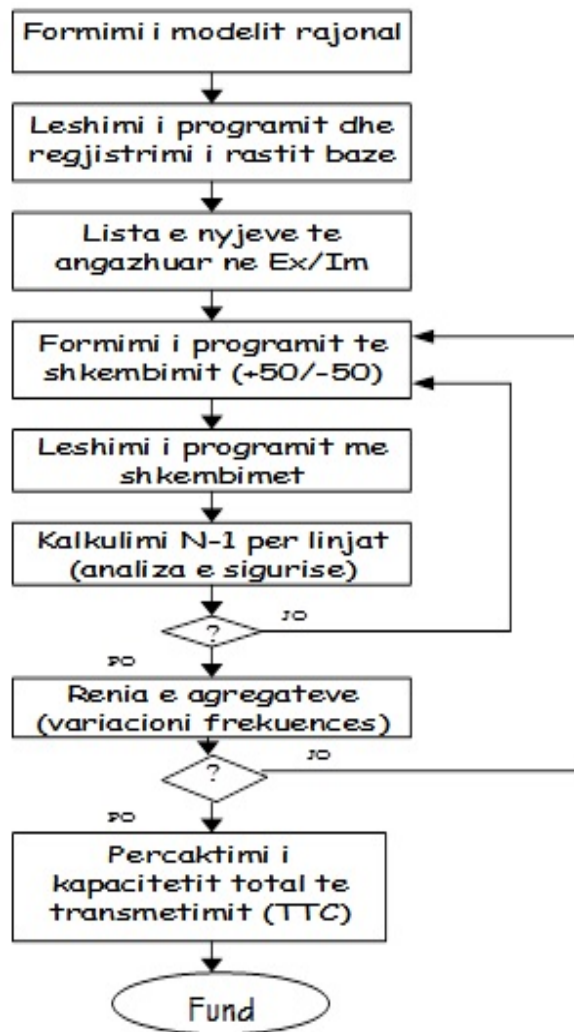 Formimi i modelit rajonal
Leshimi i programit dhe
regjistrimi i rastit baze
Lista e nyjeve te
angazhuar ne Ex/Im
Formimi i programit te
shkembimit (+50/-50)
Leshimi i programit me
shkembimet
Kalkulimi N-1 per linjat
(analiza e sigurise)
?
JO
PO
Renia e agregateve
(variacioni frekuences)
?
JO
PO
Percaktimi i
kapacitetit total te
transmetimit (TTC)
Fund